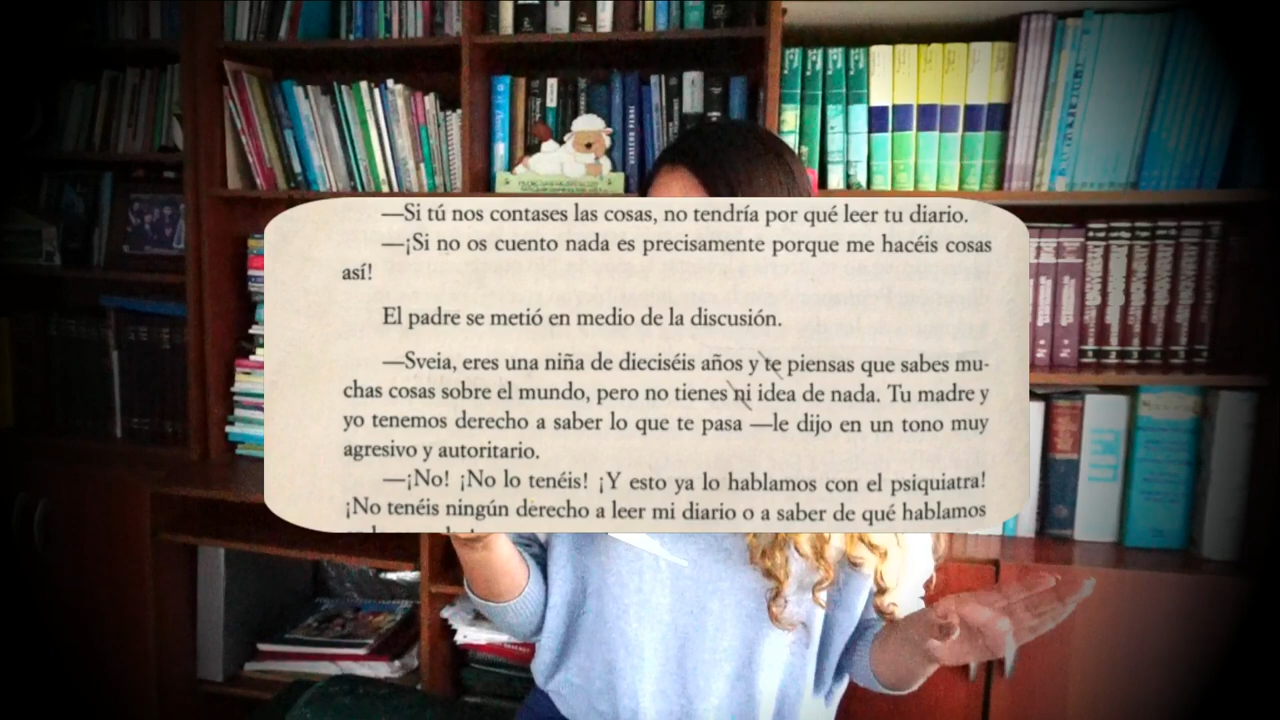 —Si tú nos contases las cosas, no tendría por qué leer tu diario.
—¡Si no os cuento nada es precisamente porque me hacéis cosas
así!
El padre se metió en medio de la discusión.
—Sveia, eres una niña de dieciséis años y te piensas que sabes mu-
chas cosas sobre el mundo, pero no tienes ni idea de nada. Tu madre y
yo tenemos derecho a saber lo que te pasa —le dijo en un tono muy
agresivo y autoritario.
—¡No! ¡No lo tenéis! ¡Y esto ya lo hablamos con el psiquiatra!
¡No tenéis ningún derecho a leer mi diario o a saber de qué hablamos